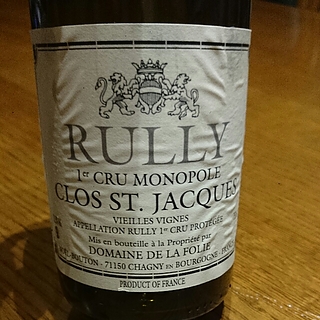 RULLY
1er CRU MONOPOLE
CLOS ST. JACQUES
VIEILLES VIGNES
APPELLATION RULLY 1er CRU PROTÉGÉE
Mis en bouteille à la Propriété par
DOMAINE DE LA FOLIE
BOUTON - 71150 CHAGNY EN BOURGOGNE -
PRODUCT OF FRANCE